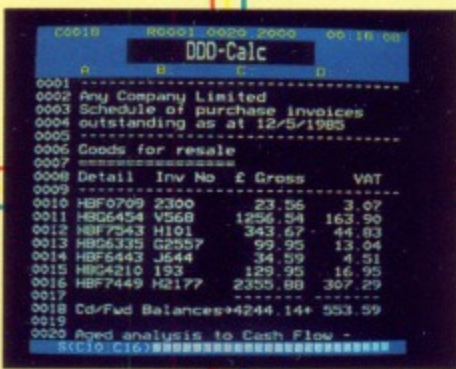 C0018 R0001 0020 2000 00:16:00
DDD-Calc
A. B. C. D.
0001 ------------------------------------
0002 Any Company Limited
0003 Schedule of purchase invoices
0004 outstanding as at 12/5/1985
0005 ------------------------------------
0006 Goods for resale
0007 ================
0008 Detail Inv No £ Gross VAT
0009 ------------------------------------
0010 HBF0709 2300 23.56 3.07
0011 HBG6454 V568 1256.54 163.90
0012 HBF7543 H101 343.67 44.83
0013 HBG6335 G2557 99.95 13.04
0014 HBF6443 J644 34.59 4.51
0015 HBG4210 193 129.95 16.95
0016 HBF7449 H2177 2355.88 307.29
0017 ------- -------
0018 Cd/Fwd Balances+4244.14+ 553.59
0019
0020 Aged analysis to Cash Flow -
S(C10:C16)